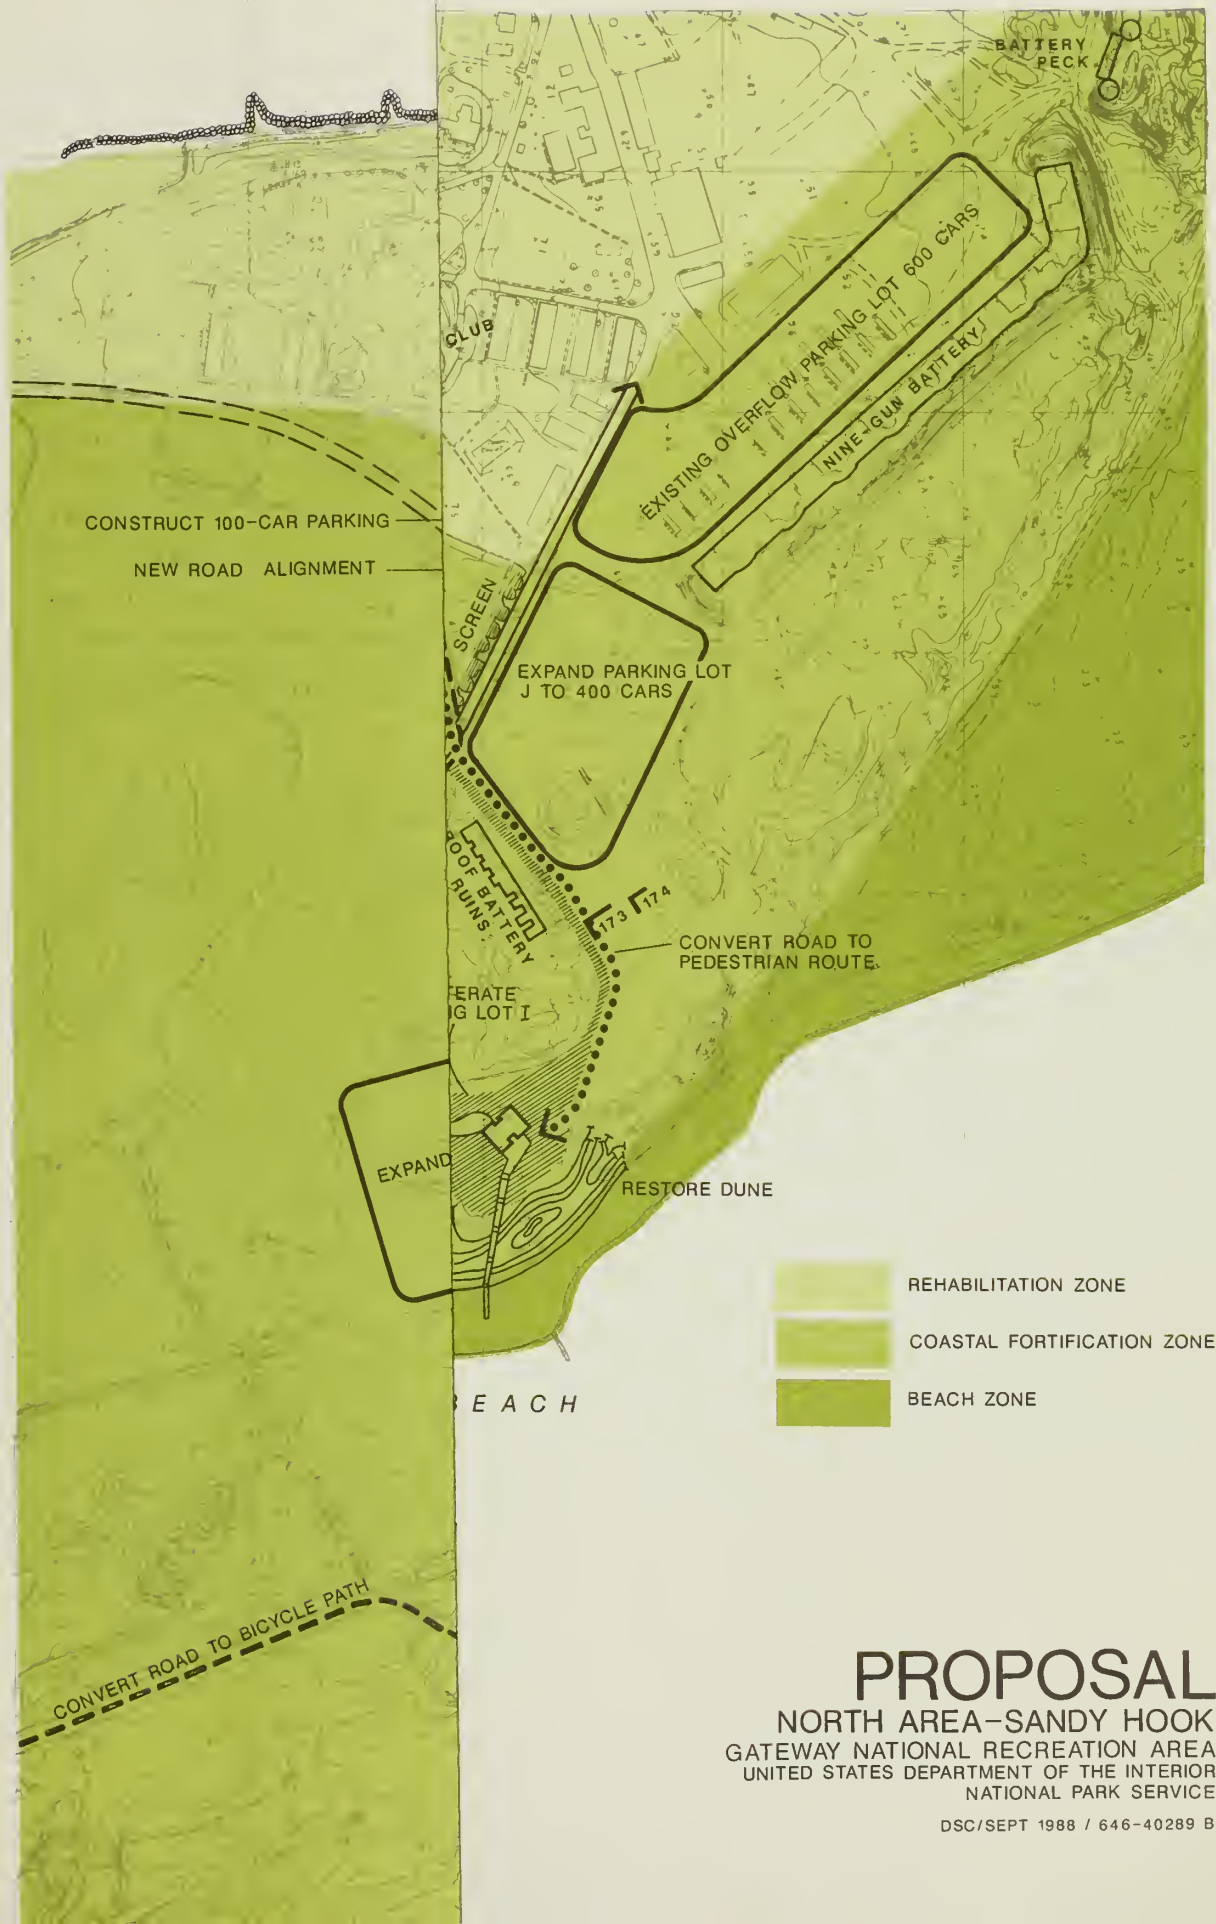 BATTERY
PECK
CLUB
EXISTING OVERFLOW PARKING LOT 600 CARS
NINE-GUN BATTERY
CONSTRUCT 100-CAR PARKING
NEW ROAD ALIGNMENT
SCREEN
EXPAND PARKING LOT
J TO 400 CARS
ROOF BATTERY
RUINS
173
174
CONVERT ROAD TO
PEDESTRIAN ROUTE
ERATE
G LOT I
EXPAND
RESTORE DUNE
REHABILITATION ZONE
COASTAL FORTIFICATION ZONE
BEACH ZONE
BEACH
CONVERT ROAD TO BICYCLE PATH
PROPOSAL
NORTH AREA-SANDY HOOK
GATEWAY NATIONAL RECREATION AREA
UNITED STATES DEPARTMENT OF THE INTERIOR
NATIONAL PARK SERVICE
DSC/SEPT 1988 / 646-40289 B